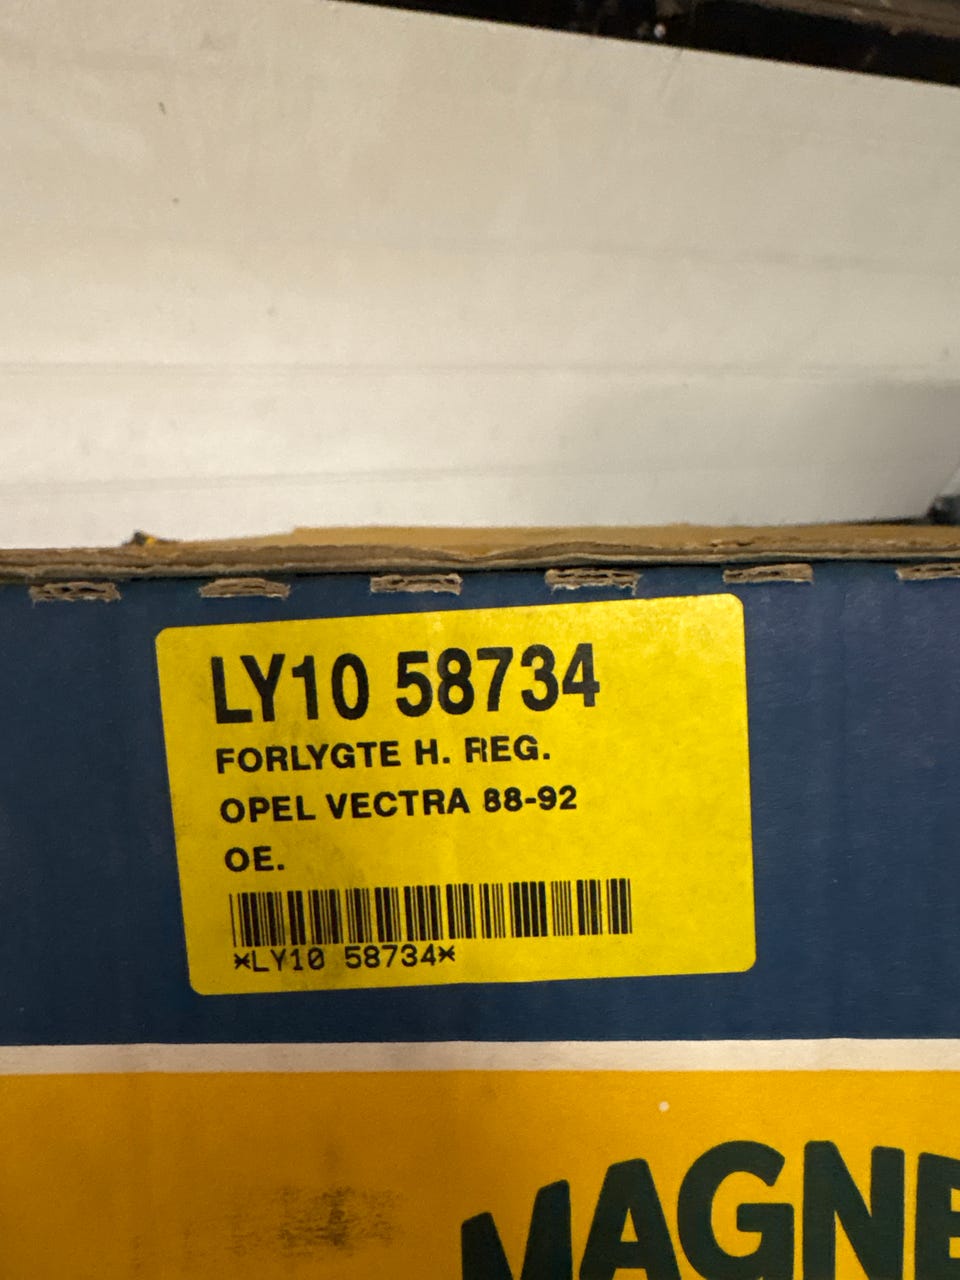 LY10 58734
FORLYGTE H. REG.
OPEL VECTRA 88-92
OE.
*LY10 58734*
MAGNE